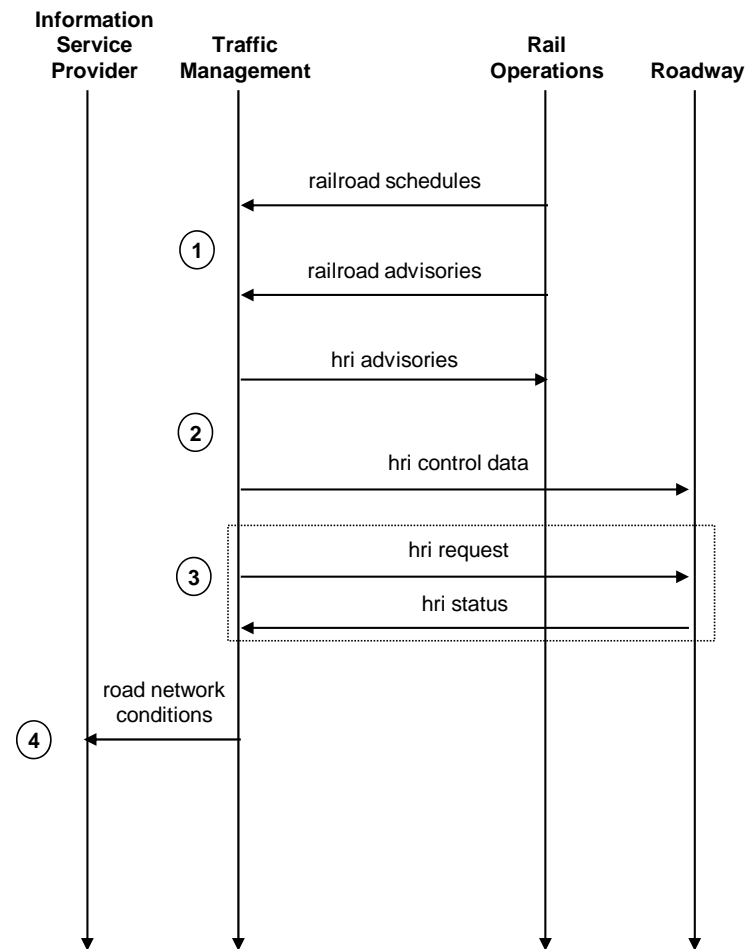 Information
Service
Provider
Traffic
Management
Rail
Operations
Roadway
railroad schedules
1
railroad advisories
hri advisories
2
hri control data
hri request
3
hri status
road network
conditions
4